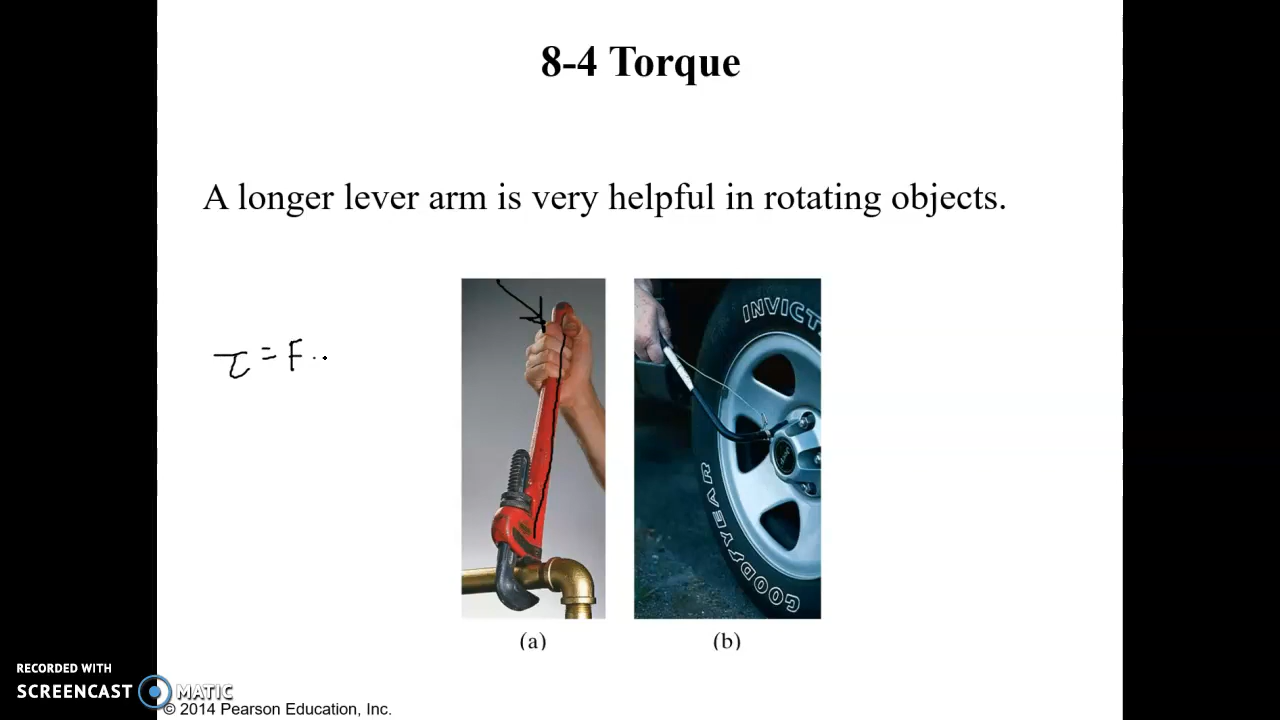 8-4 Torque
A longer lever arm is very helpful in rotating objects.
τ = F ..
INVICT
GOODYEAR
(a)
(b)
RECORDED WITH
SCREENCAST MATIC
© 2014 Pearson Education, Inc.